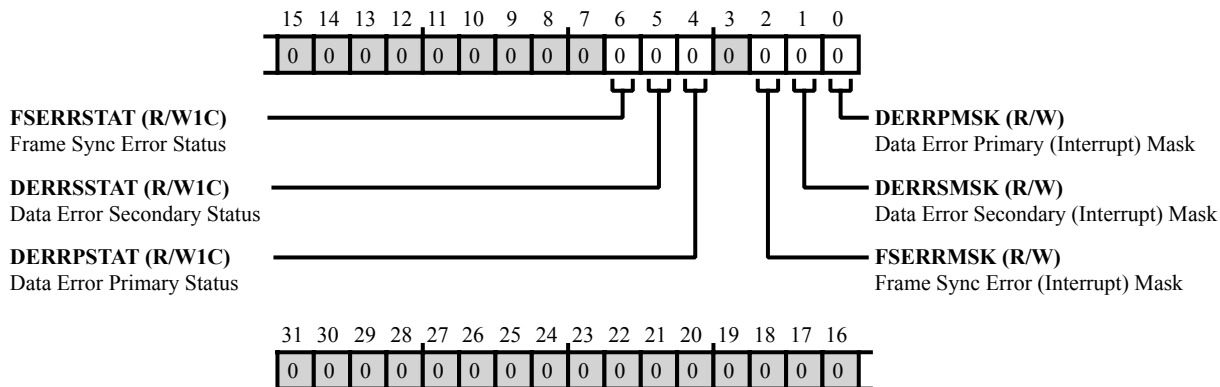 15 14 13 12 11 10 9 8 7 6 5 4 3 2 1 0
0 0 0 0 0 0 0 0 0 0 0 0 0 0 0 0
FSERRSTAT (R/W1C)
Frame Sync Error Status
DERRSSTAT (R/W1C)
Data Error Secondary Status
DERRPSTAT (R/W1C)
Data Error Primary Status
DERRPMSK (R/W)
Data Error Primary (Interrupt) Mask
DERRSMSK (R/W)
Data Error Secondary (Interrupt) Mask
FSERRMSK (R/W)
Frame Sync Error (Interrupt) Mask
31 30 29 28 27 26 25 24 23 22 21 20 19 18 17 16
0 0 0 0 0 0 0 0 0 0 0 0 0 0 0 0